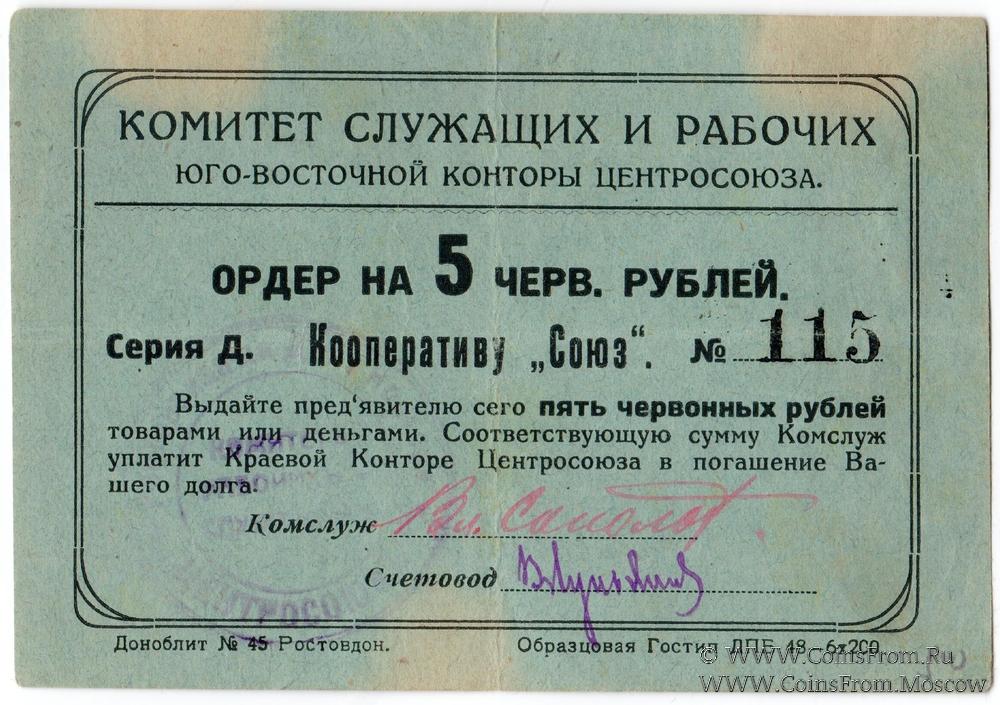 КОМИТЕТ СЛУЖАЩИХ И РАБОЧИХ
ЮГО-ВОСТОЧНОЙ КОНТОРЫ ЦЕНТРОСОЮЗА.
ОРДЕР НА 5 ЧЕРВ. РУБЛЕЙ.
Серия Д. Кооперативу „Союз“. № 115
Выдайте пред‘явителю сего пять червонных рублей
товарами или деньгами. Соответствующую сумму Комслуж
уплатит Краевой Конторе Центросоюза в погашение Ва-
шего долга.
Комслуж
Счетовод
Доноблит № 45 Ростовдон. Образцовая Гостип ДПБ 48 -6х200
© WWW.CoinsFrom.Ru
WWW.CoinsFrom.Moscow